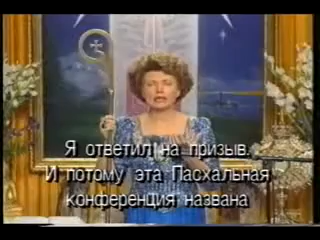 Я ответил на призыв.
И потому эта Пасхальная
конференция названа